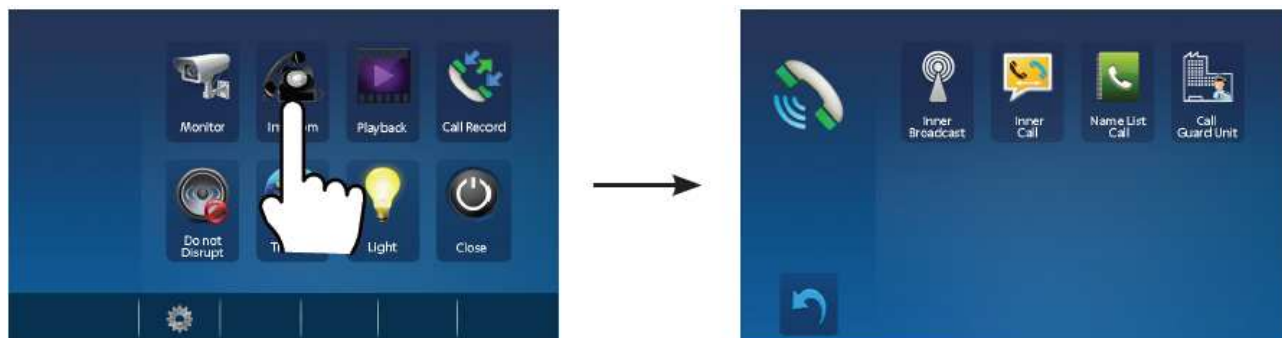 Monitor
Playback
Call Record
Do not
Disrupt
Light
Close
Inner
Broadcast
Inner
Call
Name List
Call
Call
Guard Unit